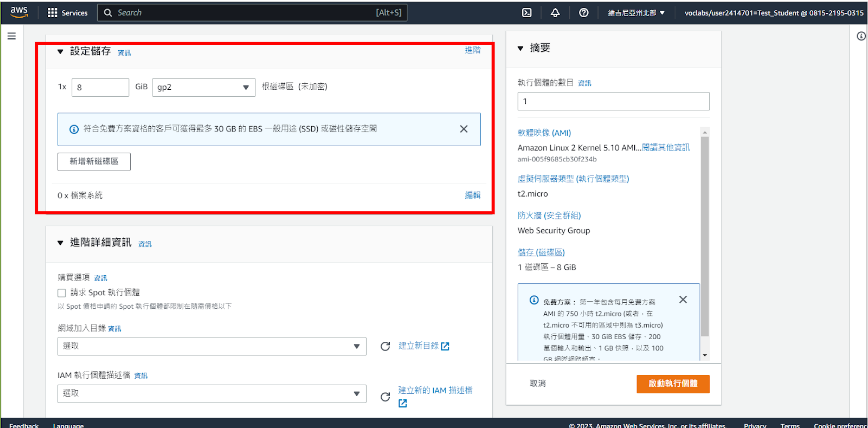 aws
Services
Search
[Alt+S]
維吉尼亞州北部
voclabs/user2414701=Test_Student @ 0815-2195-0315
設定儲存 資訊
進階
1x
8
GiB
gp2
根磁碟區 (未加密)
符合免費方案資格的客戶可獲得最多 30 GB 的 EBS 一般用途 (SSD) 或磁性儲存空間
新增新磁碟區
0 x 檔案系統
編輯
進階詳細資訊 資訊
購買選項 資訊
請求 Spot 執行個體
以 Spot 價格申請的 Spot 執行個體都限制在隨需價格以下
網域加入目錄 資訊
選取
建立新目錄
IAM 執行個體描述檔 資訊
選取
建立新的 IAM 描述檔
摘要
執行個體的數目 資訊
1
軟體映像 (AMI)
Amazon Linux 2 Kernel 5.10 AMI...閱讀其他資訊
ami-005f9685cb30f234b
虛擬伺服器類型 (執行個體類型)
t2.micro
防火牆 (安全群組)
Web Security Group
儲存 (磁碟區)
1 磁碟區 – 8 GiB
免費方案： 第一年包含每月免費方案
AMI 的 750 小時 t2.micro (或者，在
t2.micro 不可用的區域中則為 t3.micro)
執行個體用量、30 GiB EBS 儲存、200
萬個輸入和輸出、1 GB 快照，以及 100
GB 網際網路頻寬。
取消
啟動執行個體
Feedback
Language
© 2023, Amazon Web Services, Inc. or its affiliates.
Privacy
Terms
Cookie preferenc